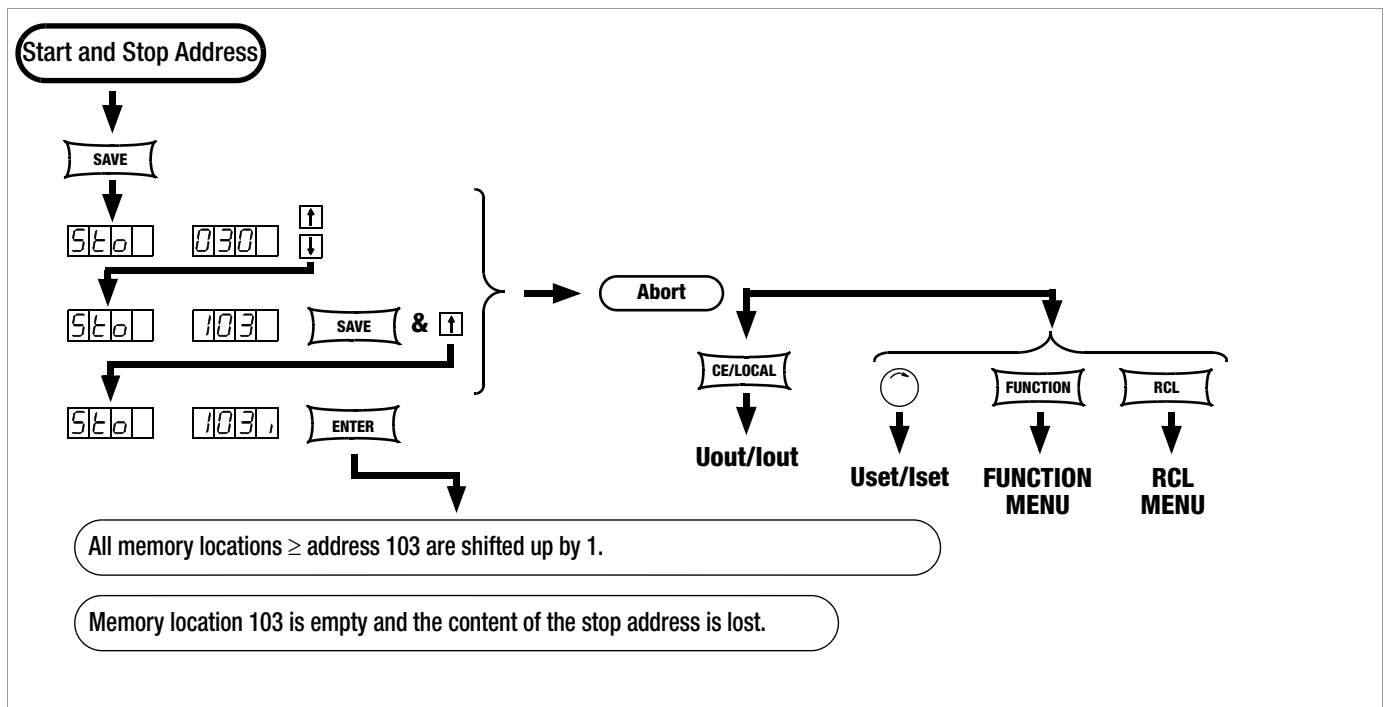 Start and Stop Address
SAVE
Sto 030 ↑
↓
Sto 103 SAVE & ↑
Sto 103, ENTER
Abort
CE/LOCAL FUNCTION RCL
Uout/Iout
Uset/Iset FUNCTION MENU RCL MENU
All memory locations ≥ address 103 are shifted up by 1.
Memory location 103 is empty and the content of the stop address is lost.